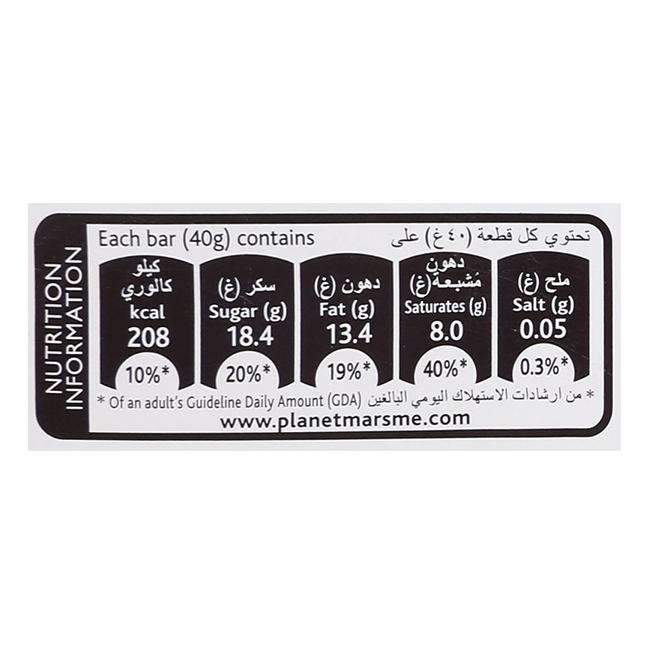 NUTRITION
INFORMATION
Each bar (40g) contains
تحتوي كل قطعة (٤٠غ) على
كيلو
كالوري
kcal
208
10%*
سكر (غ)
Sugar (g)
18.4
20%*
دهون (غ)
Fat (g)
13.4
19%*
دهون
مُشبعة(غ)
Saturates (g)
8.0
40%*
ملح (غ)
Salt (g)
0.05
0.3%*
* Of an adult's Guideline Daily Amount (GDA)
* من ارشادات الاستهلاك اليومي البالغين
www.planetmarsme.com